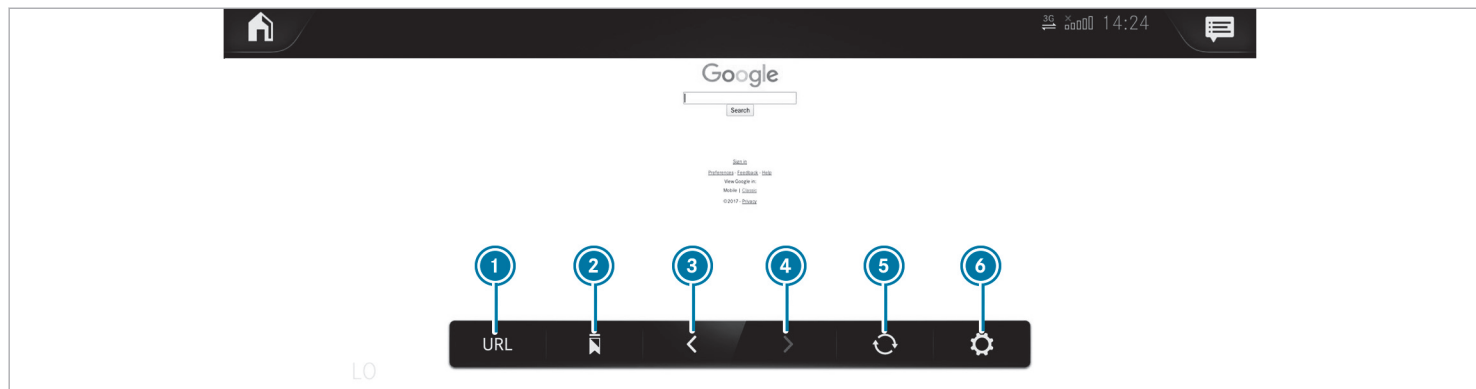 3G 14:24
Google
Search
Sign in
Preferences - Feedback - Help
View Google in:
Mobile | Classic
©2017 - Privacy
1 2 3 4 5 6
URL
LO